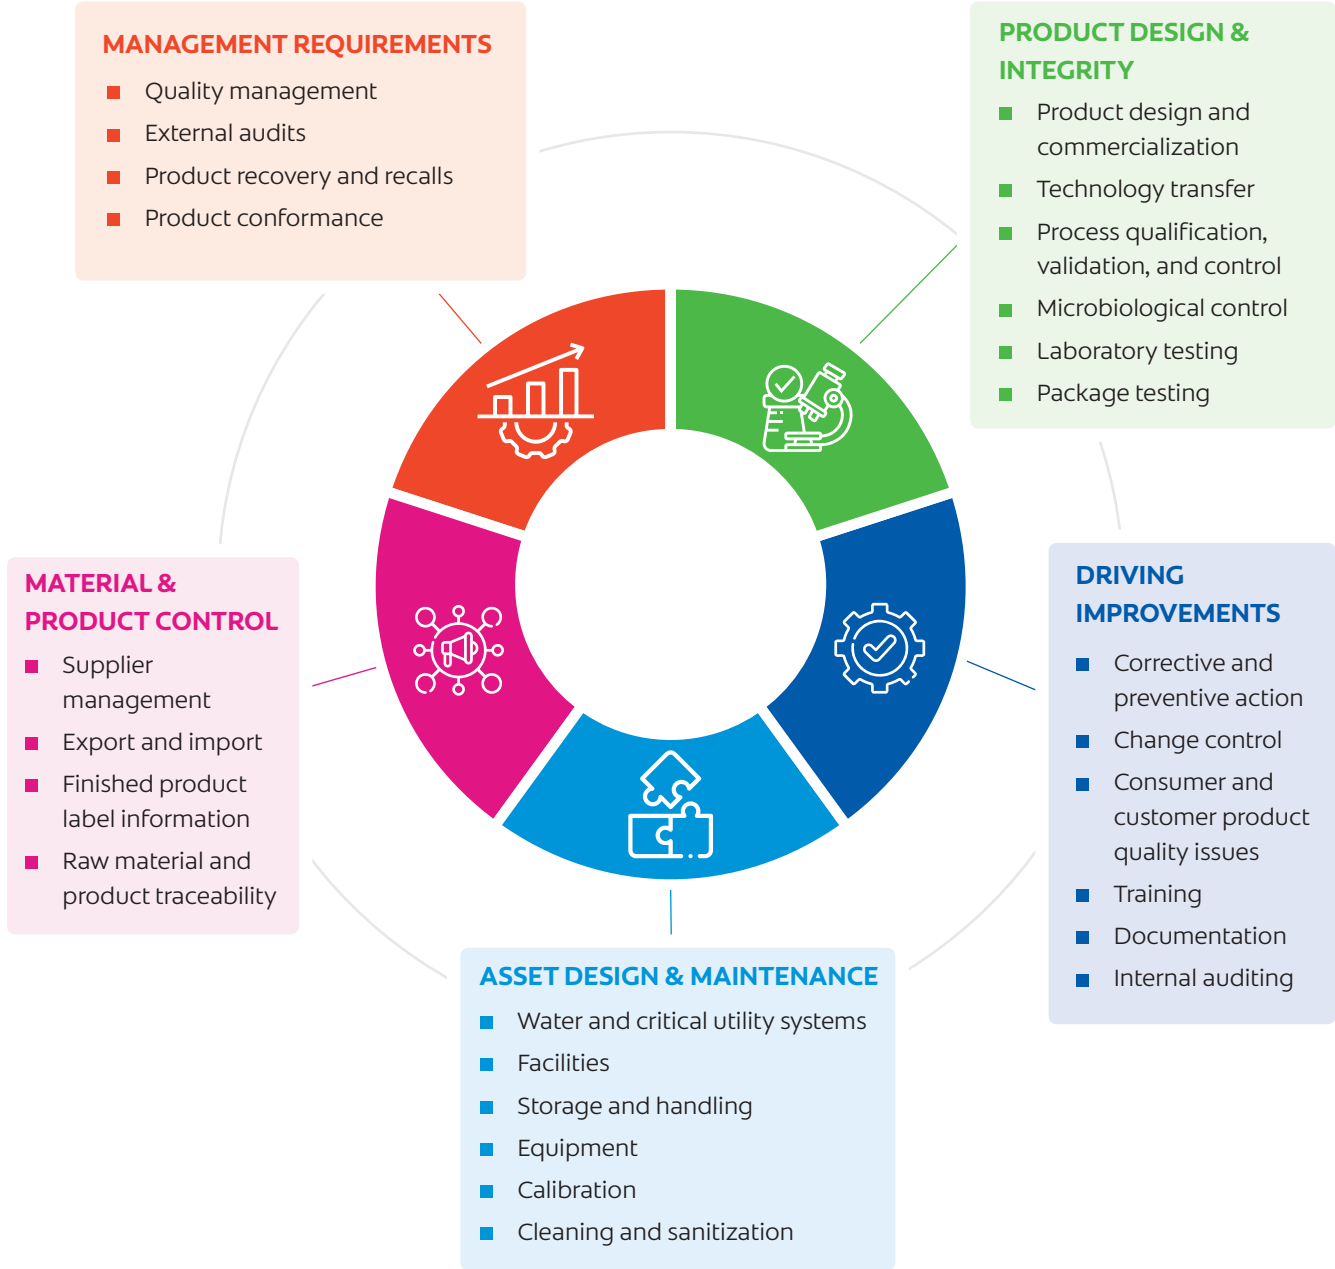 MANAGEMENT REQUIREMENTS
Quality management
External audits
Product recovery and recalls
Product conformance
PRODUCT DESIGN &
INTEGRITY
Product design and
commercialization
Technology transfer
Process qualification,
validation, and control
Microbiological control
Laboratory testing
Package testing
MATERIAL &
PRODUCT CONTROL
Supplier
management
Export and import
Finished product
label information
Raw material and
product traceability
DRIVING
IMPROVEMENTS
Corrective and
preventive action
Change control
Consumer and
customer product
quality issues
Training
Documentation
Internal auditing
ASSET DESIGN & MAINTENANCE
Water and critical utility systems
Facilities
Storage and handling
Equipment
Calibration
Cleaning and sanitization